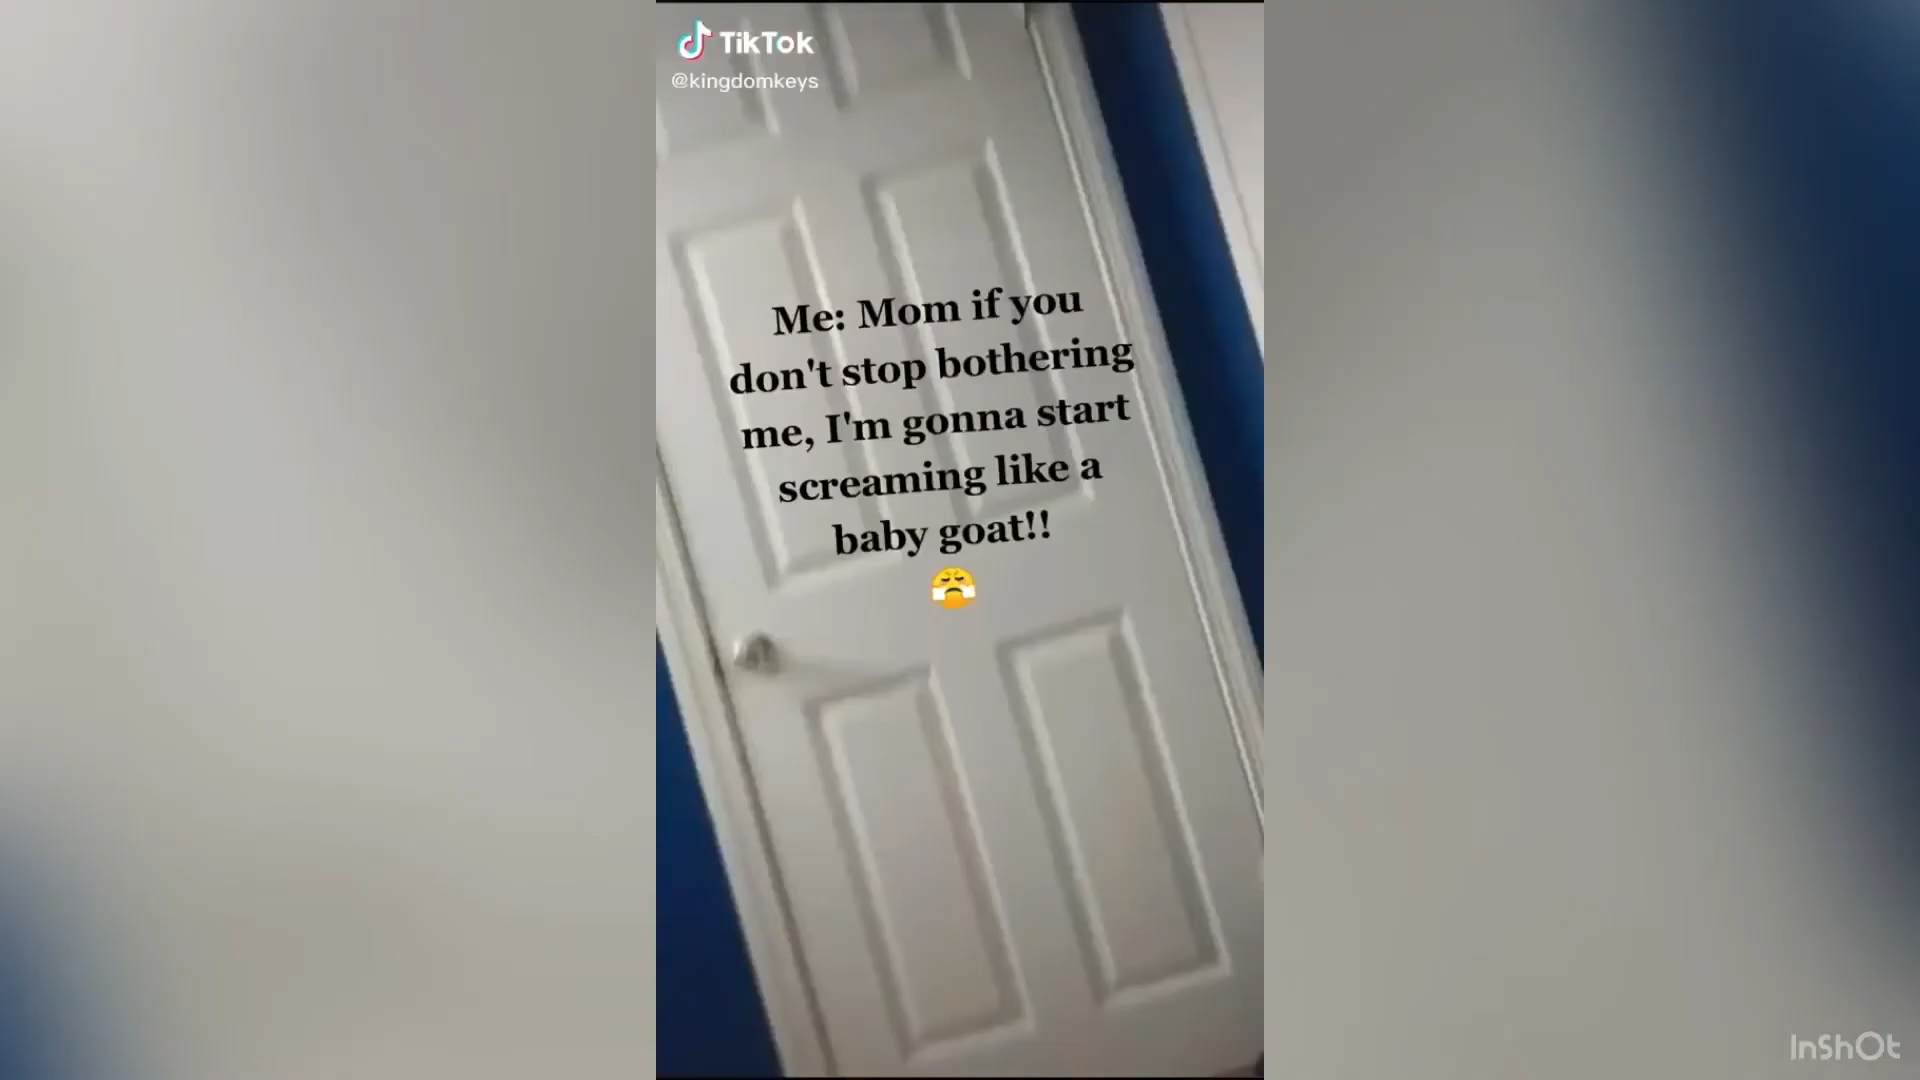 TikTok
@kingdomkeys
Me: Mom if you
don't stop bothering
me, I'm gonna start
screaming like a
baby goat!!
😤
InShOt